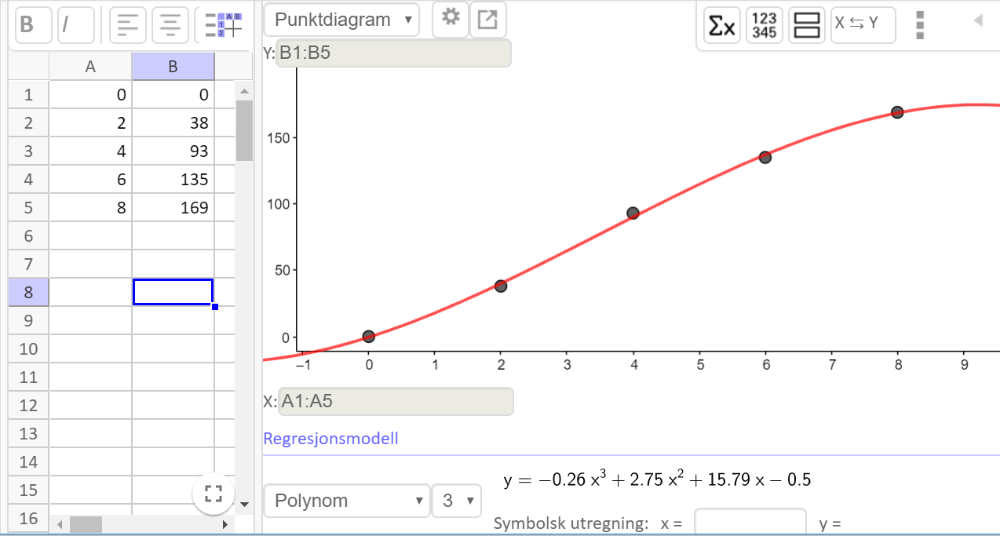 B I A B 1 2 Punktdiagram Σx 123 345 X ⇆ Y
Y: B1:B5
A B
1 0 0
2 2 38
3 4 93
4 6 135
5 8 169
6
7
8
9
10
11
12
13
14
15
16
150
100
50
0
–1 0 1 2 3 4 5 6 7 8 9
X: A1:A5
Regresjonsmodell
y = −0.26 x³ + 2.75 x² + 15.79 x − 0.5
Polynom 3
Symbolsk utregning: x = y =